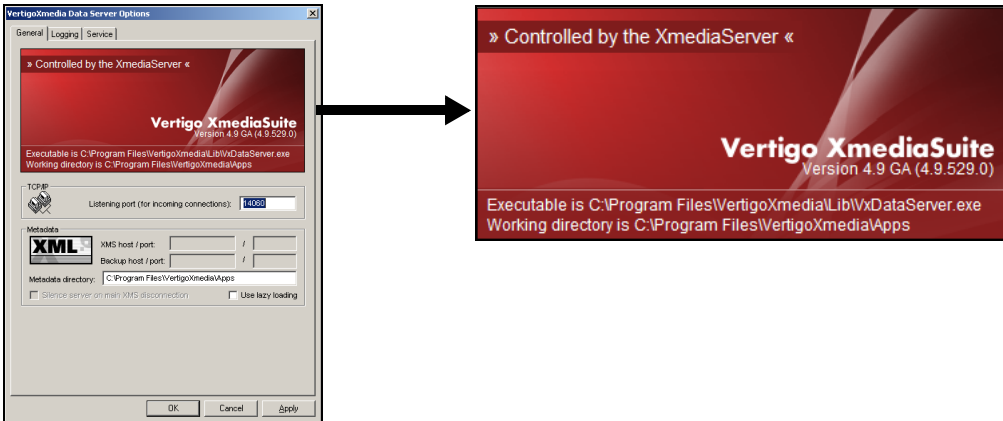 VertigoXmedia Data Server Options
General Logging Service
» Controlled by the XmediaServer «
Vertigo XmediaSuite
Version 4.9 GA (4.9.529.0)
Executable is C:\Program Files\VertigoXmedia\Lib\VxDataServer.exe
Working directory is C:\Program Files\VertigoXmedia\Apps
TCP/IP
Listening port (for incoming connections): 14060
Metadata
XML
XMS host / port: /
Backup host / port: /
Metadata directory: C:\Program Files\VertigoXmedia\Apps
Silence server on main XMS disconnection Use lazy loading
OK Cancel Apply
» Controlled by the XmediaServer «
Vertigo XmediaSuite
Version 4.9 GA (4.9.529.0)
Executable is C:\Program Files\VertigoXmedia\Lib\VxDataServer.exe
Working directory is C:\Program Files\VertigoXmedia\Apps